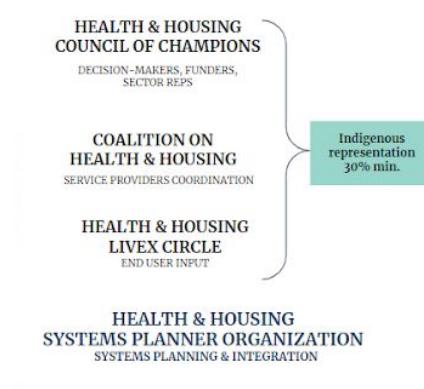 HEALTH & HOUSING
COUNCIL OF CHAMPIONS
DECISION-MAKERS, FUNDERS,
SECTOR REPS
COALITION ON
HEALTH & HOUSING
SERVICE PROVIDERS COORDINATION
HEALTH & HOUSING
LIVEX CIRCLE
END USER INPUT
Indigenous
representation
30% min.
HEALTH & HOUSING
SYSTEMS PLANNER ORGANIZATION
SYSTEMS PLANNING & INTEGRATION